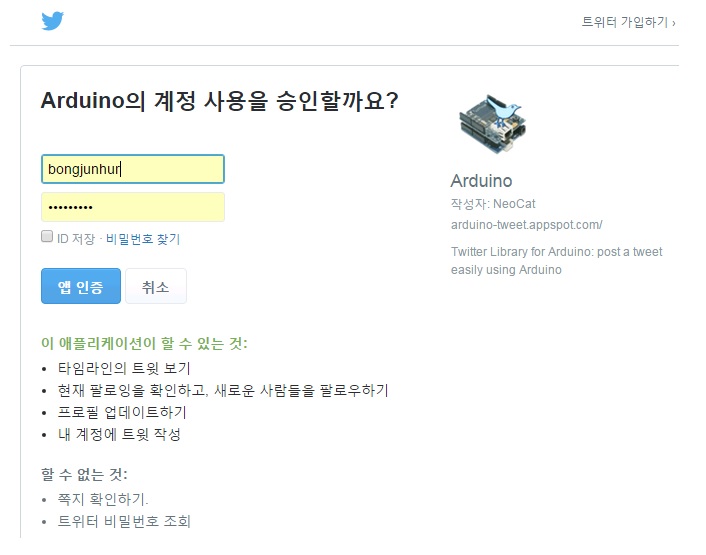 트위터 가입하기 ›
Arduino의 계정 사용을 승인할까요?
bongjunhur
•••••••••
ID 저장 · 비밀번호 찾기
앱 인증
취소
Arduino
작성자: NeoCat
arduino-tweet.appspot.com/
Twitter Library for Arduino: post a tweet
easily using Arduino
이 애플리케이션이 할 수 있는 것:
• 타임라인의 트윗 보기
• 현재 팔로잉을 확인하고, 새로운 사람들을 팔로우하기
• 프로필 업데이트하기
• 내 계정에 트윗 작성
할 수 없는 것:
• 쪽지 확인하기.
• 트위터 비밀번호 조회